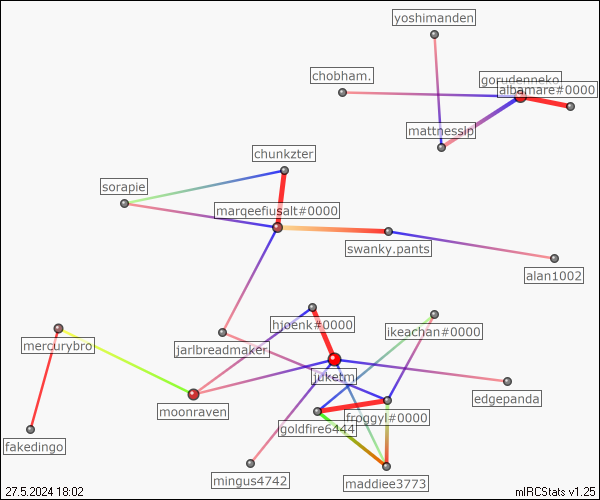 yoshimanden
chobham.
gorudenneko
albamare#0000
mattnesslp
chunkzter
sorapie
marqeefiusalt#0000
swanky.pants
alan1002
hjoenk#0000
ikeachan#0000
mercurybro
jarlbreadmaker
juketm
edgepanda
moonraven
froggyl#0000
goldfire6444
fakedingo
mingus4742
maddiee3773
27.5.2024 18:02
mIRCStats v1.25